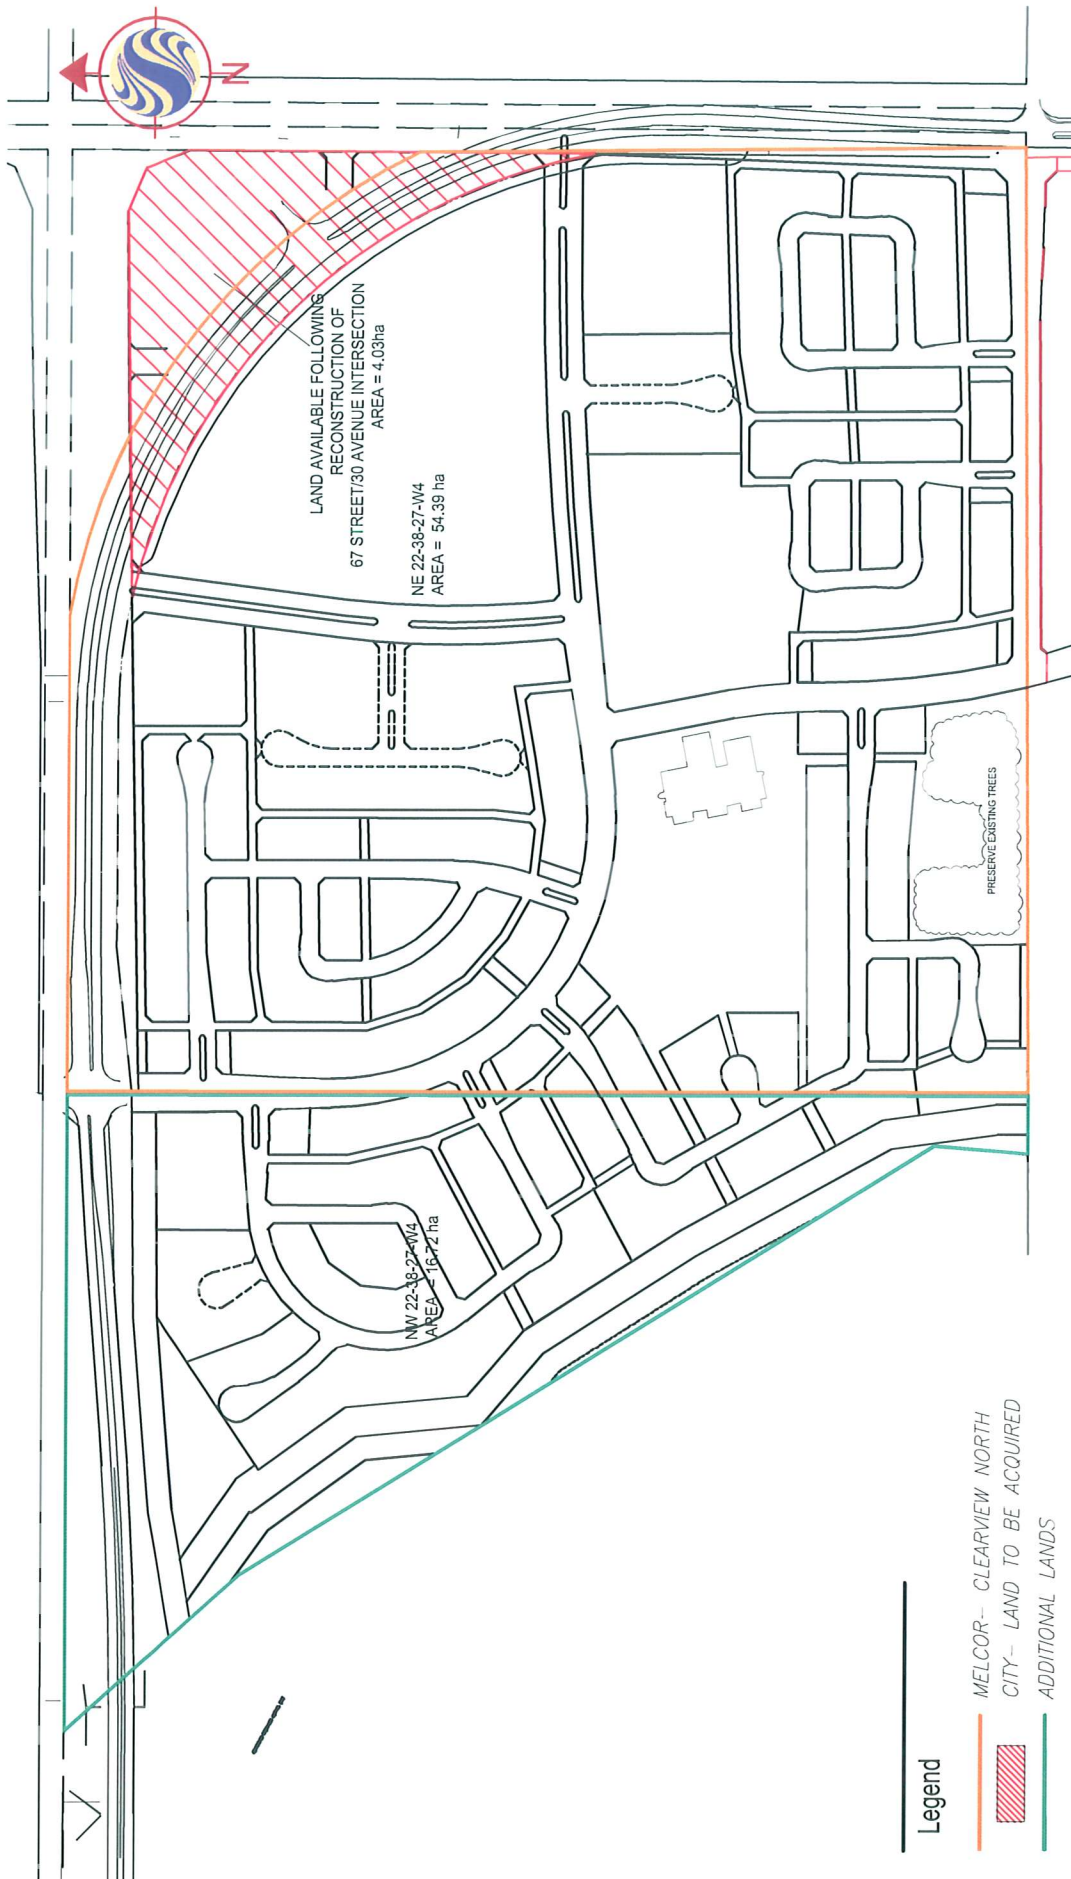 N
LAND AVAILABLE FOLLOWING
RECONSTRUCTION OF
67 STREET/30 AVENUE INTERSECTION
AREA = 4.03ha
NE 22-38-27-W4
AREA = 54.39 ha
PRESERVE EXISTING TREES
NW 22-38-27-W4
AREA = 16.72 ha
Legend
MELCOR- CLEARVIEW NORTH
CITY- LAND TO BE ACQUIRED
ADDITIONAL LANDS